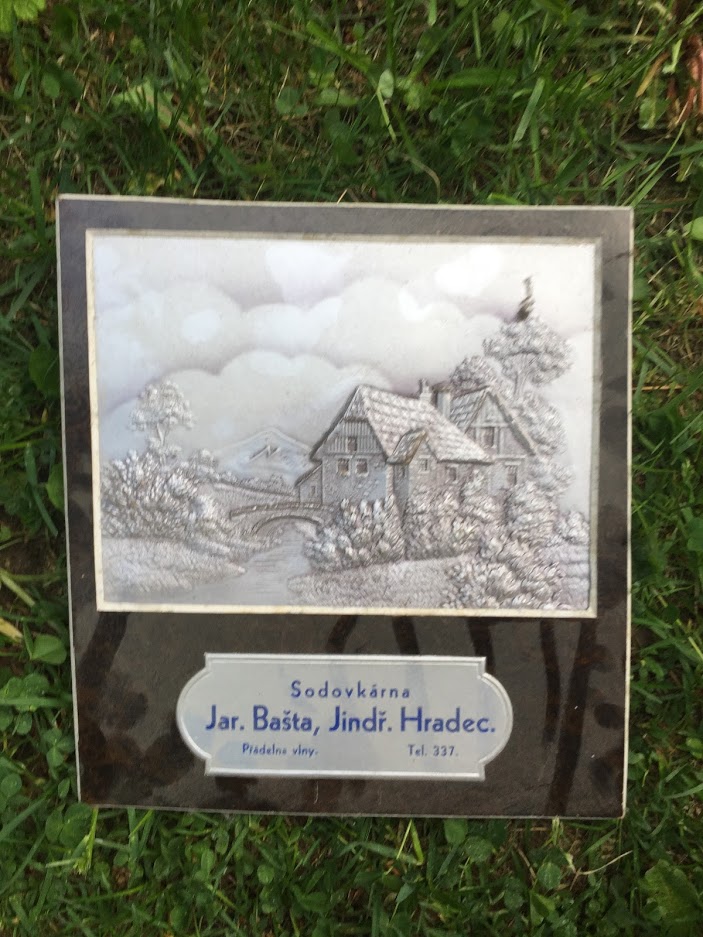 Sodovkárna
Jar. Bašta, Jindř. Hradec.
Přádelna vlny. Tel. 337.